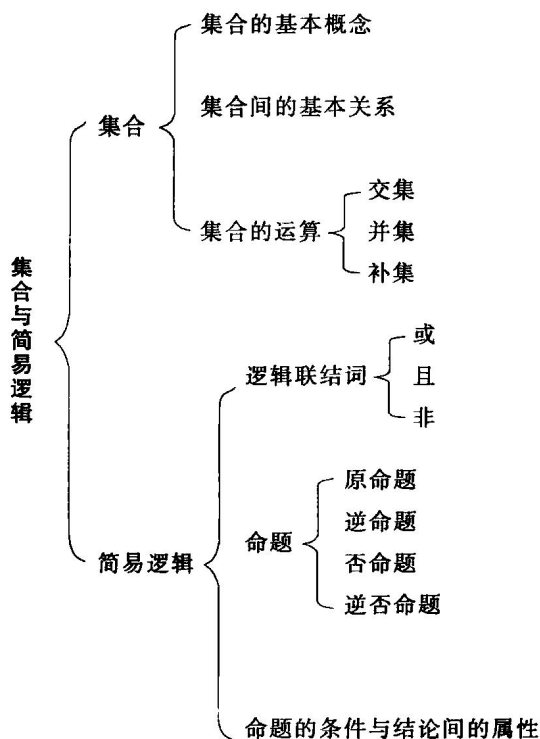 集合与简易逻辑
集合
集合的基本概念
集合间的基本关系
集合的运算
交集
并集
补集
简易逻辑
逻辑联结词
或
且
非
命题
原命题
逆命题
否命题
逆否命题
命题的条件与结论间的属性